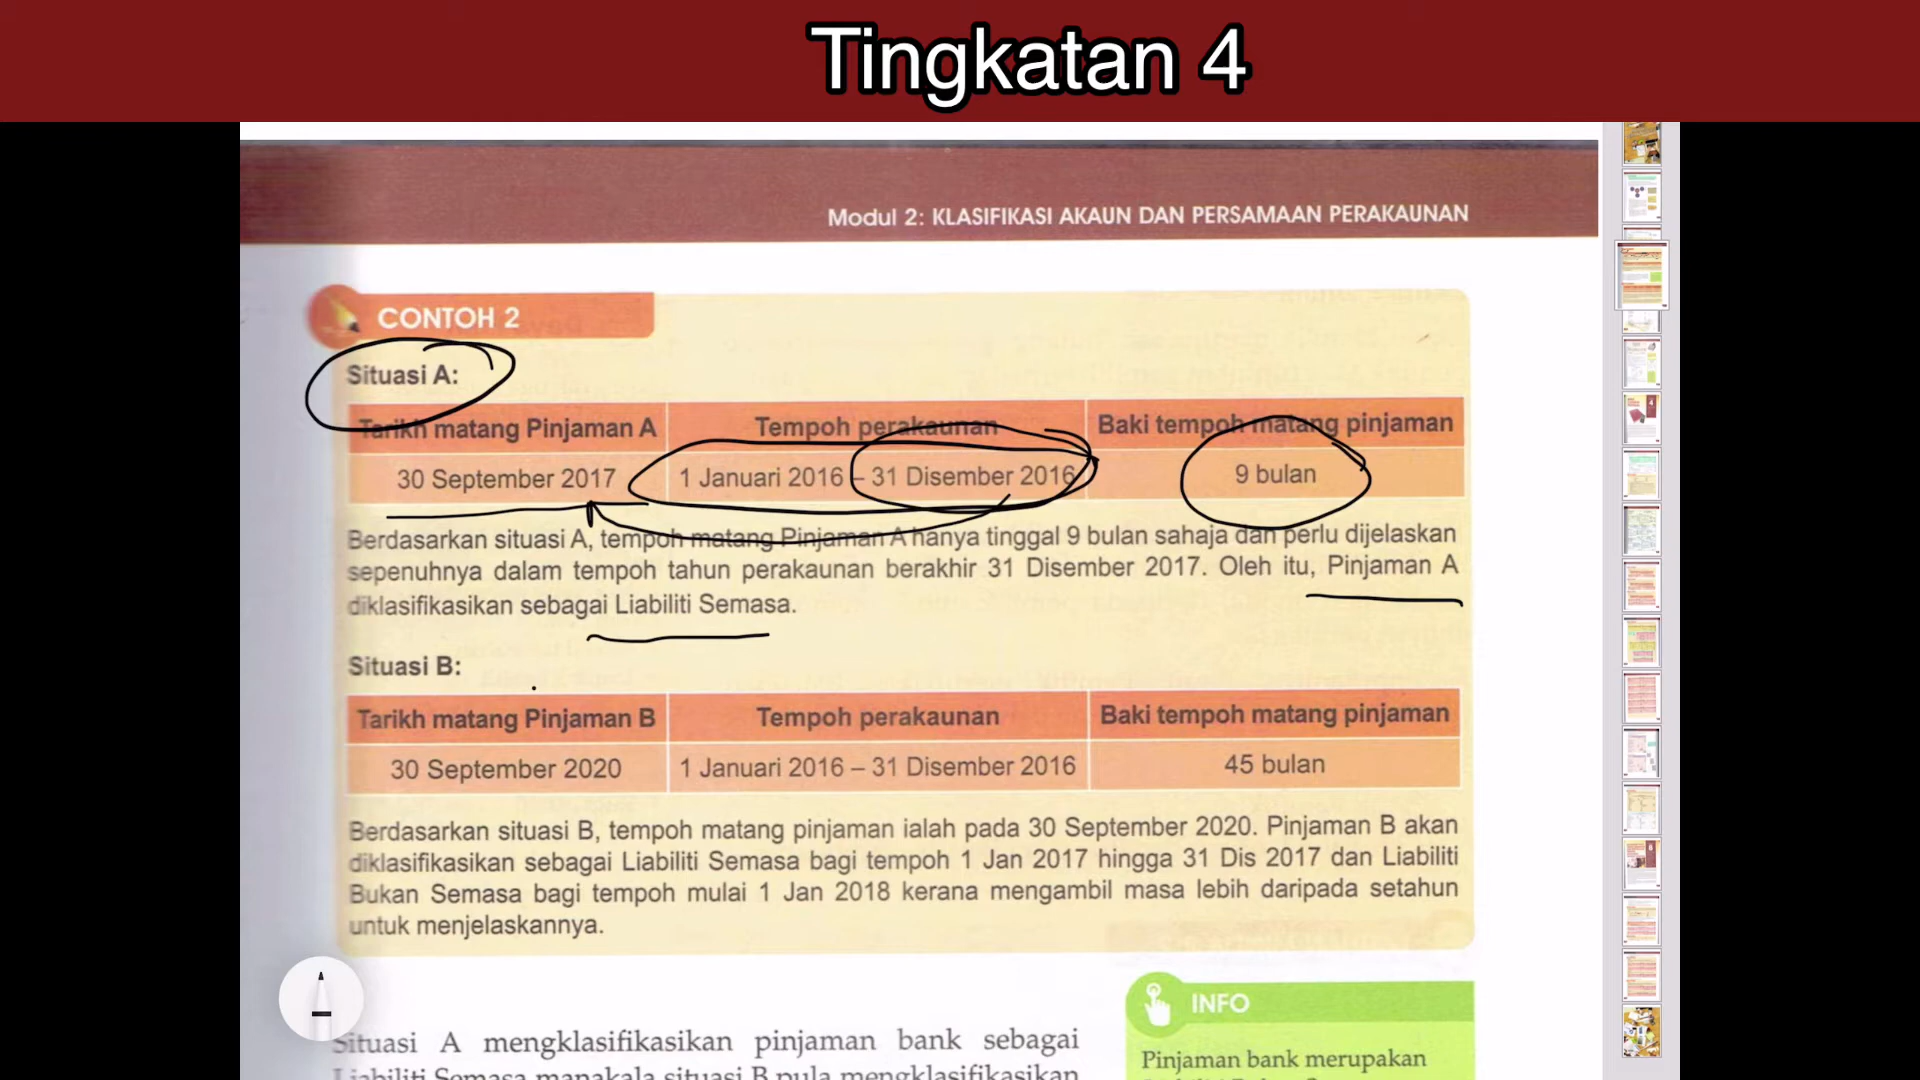 Tingkatan 4
Modul 2: KLASIFIKASI AKAUN DAN PERSAMAAN PERAKAUNAN
CONTOH 2
Situasi A:
Tarikh matang Pinjaman A Tempoh perakaunan Baki tempoh matang pinjaman
30 September 2017 1 Januari 2016 – 31 Disember 2016 9 bulan
Berdasarkan situasi A, tempoh matang Pinjaman A hanya tinggal 9 bulan sahaja dan perlu dijelaskan
sepenuhnya dalam tempoh tahun perakaunan berakhir 31 Disember 2017. Oleh itu, Pinjaman A
diklasifikasikan sebagai Liabiliti Semasa.
Situasi B:
Tarikh matang Pinjaman B Tempoh perakaunan Baki tempoh matang pinjaman
30 September 2020 1 Januari 2016 – 31 Disember 2016 45 bulan
Berdasarkan situasi B, tempoh matang pinjaman ialah pada 30 September 2020. Pinjaman B akan
diklasifikasikan sebagai Liabiliti Semasa bagi tempoh 1 Jan 2017 hingga 31 Dis 2017 dan Liabiliti
Bukan Semasa bagi tempoh mulai 1 Jan 2018 kerana mengambil masa lebih daripada setahun
untuk menjelaskannya.
Situasi A mengklasifikasikan pinjaman bank sebagai
Liabiliti Semasa manakala situasi B pula mengklasifikasikan
INFO
Pinjaman bank merupakan